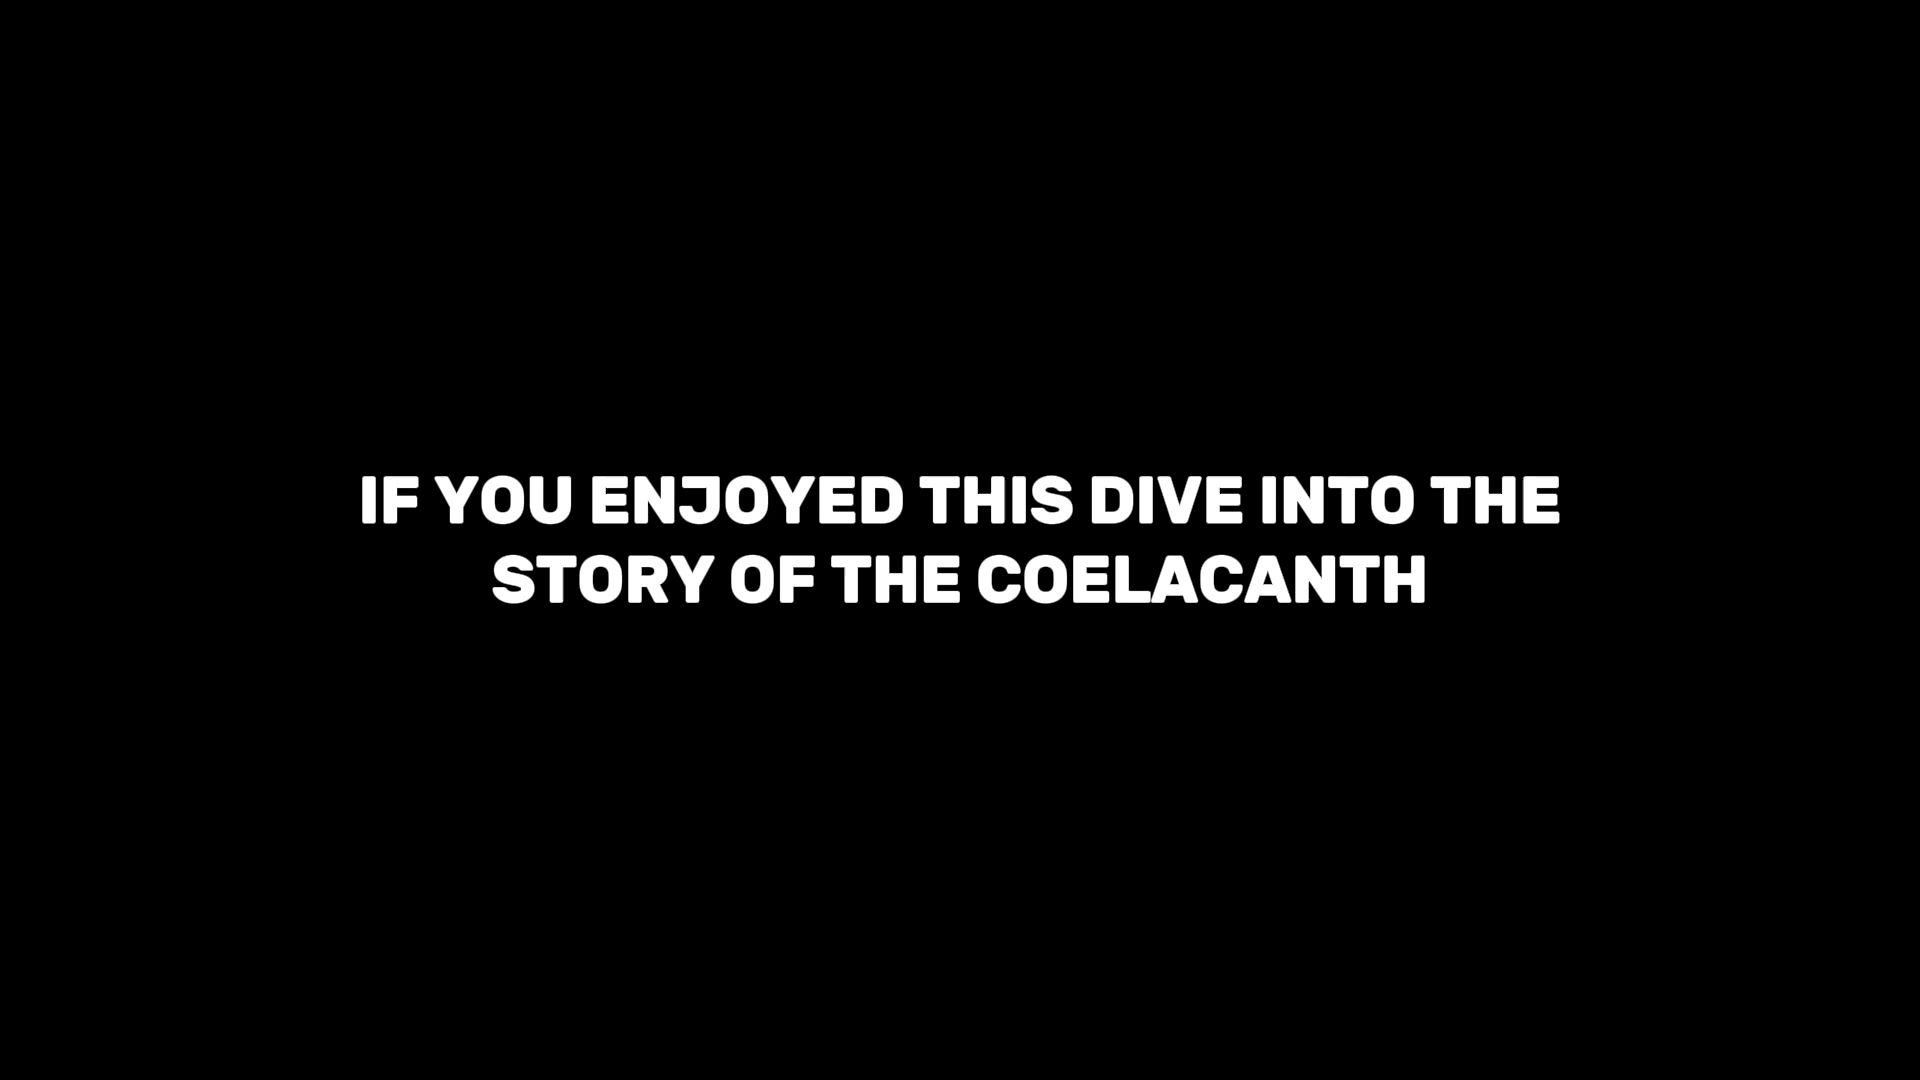 IF YOU ENJOYED THIS DIVE INTO THE
STORY OF THE COELACANTH